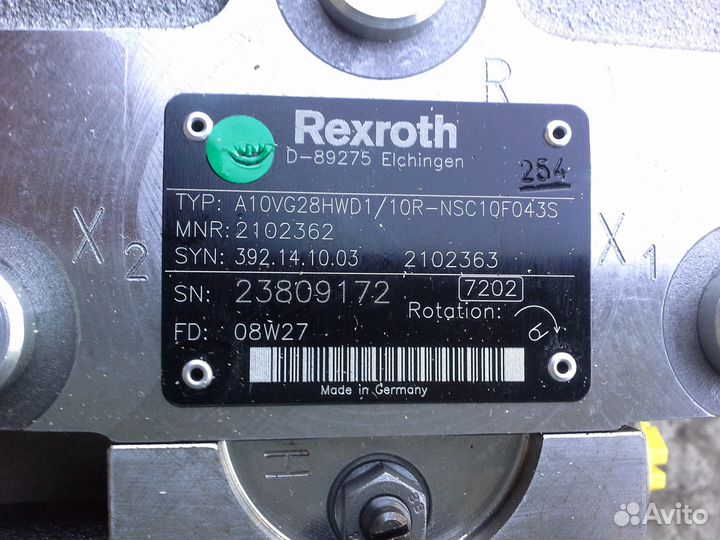 R
Rexroth
D-89275 Elchingen
254
TYP: A10VG28HWD1/10R-NSC10F043S
MNR: 2102362
SYN: 392.14.10.03 2102363
SN: 23809172 7202
Rotation:
FD: 08W27
Made in Germany
X2
X1
H
Avito